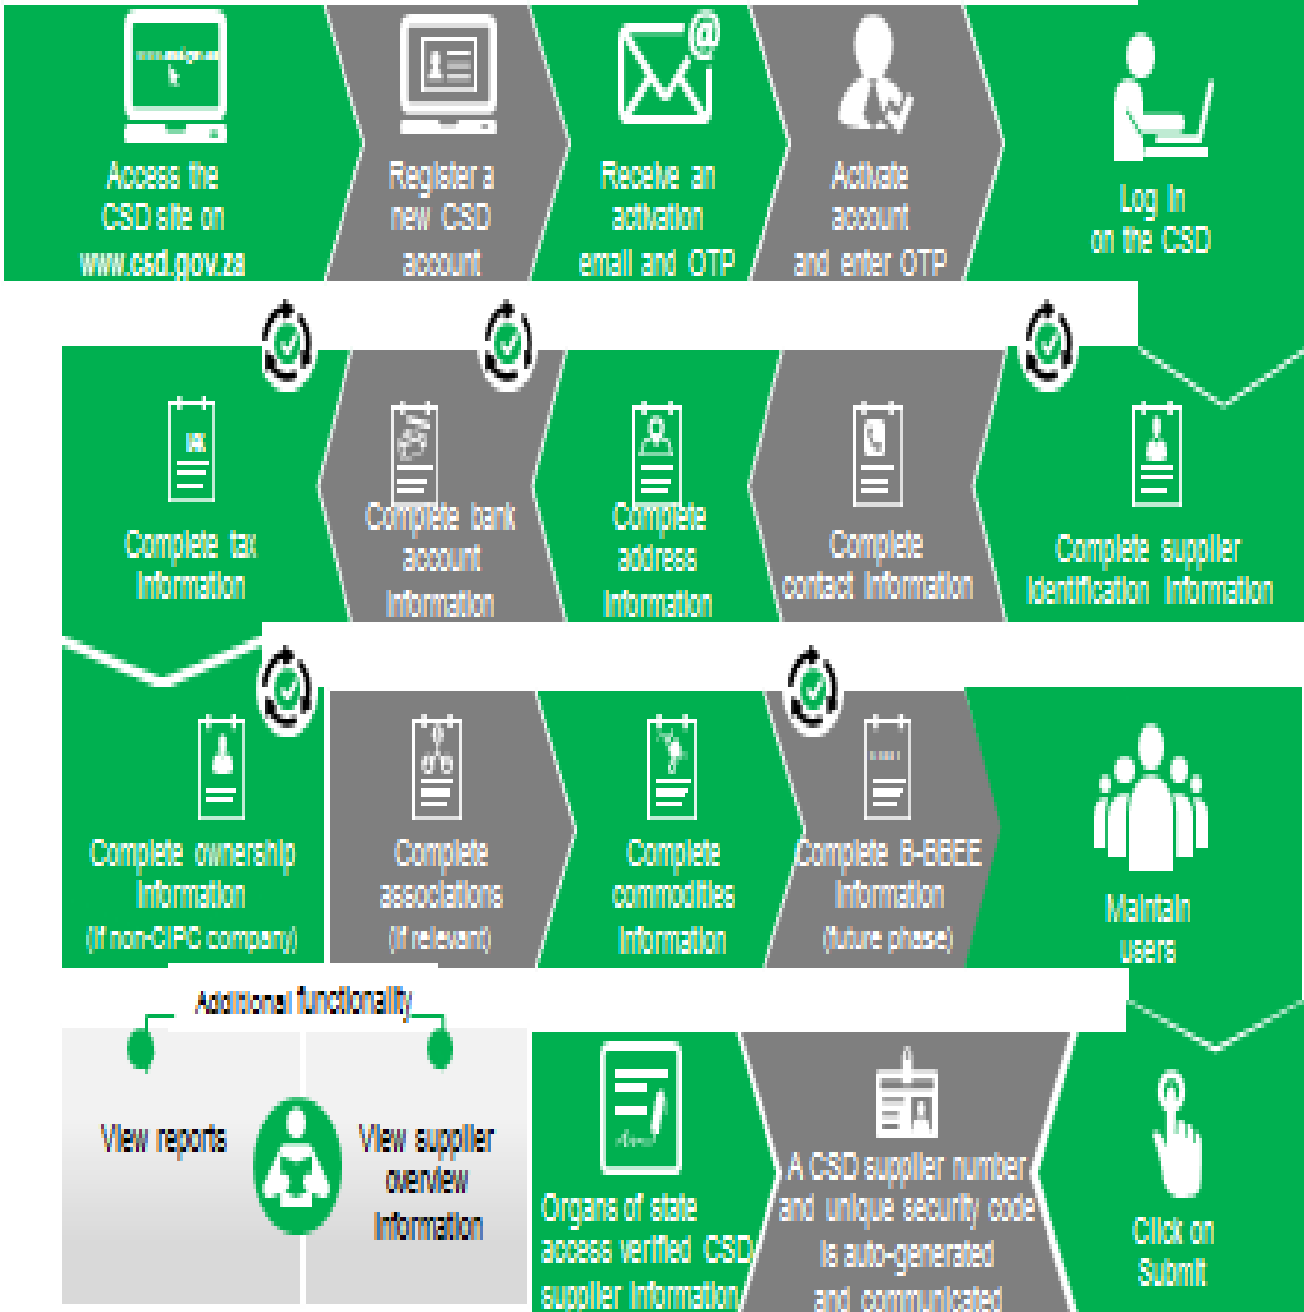 Access the
CSD site on
www.csd.gov.za
Register a
new CSD
account
Receive an
activation
email and OTP
Activate
account
and enter OTP
Log in
on the CSD
Complete tax
Information
Complete bank
account
Information
Complete
address
Information
Complete
contact Information
Complete supplier
Identification Information
Complete ownership
Information
(If non-CIPC company)
Complete
associations
(If relevant)
Complete
commodities
Information
Complete B-BBEE
Information
(future phase)
Maintain
users
Additional functionality
View reports
View supplier
overview
Information
Organs of state
access verified CSD
supplier Information
A CSD supplier number
and unique security code
is auto-generated
and communicated
Click on
Submit